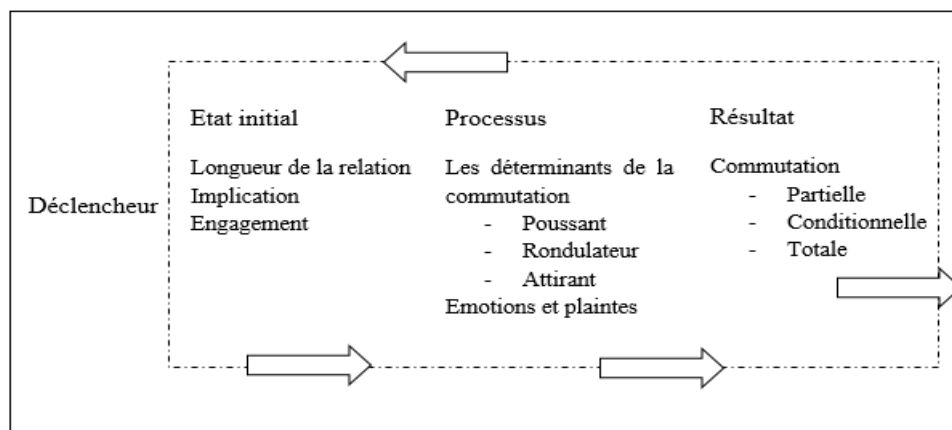 Déclencheur
Etat initial
Longueur de la relation
Implication
Engagement
Processus
Les déterminants de la
commutation
- Poussant
- Rondulateur
- Attirant
Emotions et plaintes
Résultat
Commutation
- Partielle
- Conditionnelle
- Totale